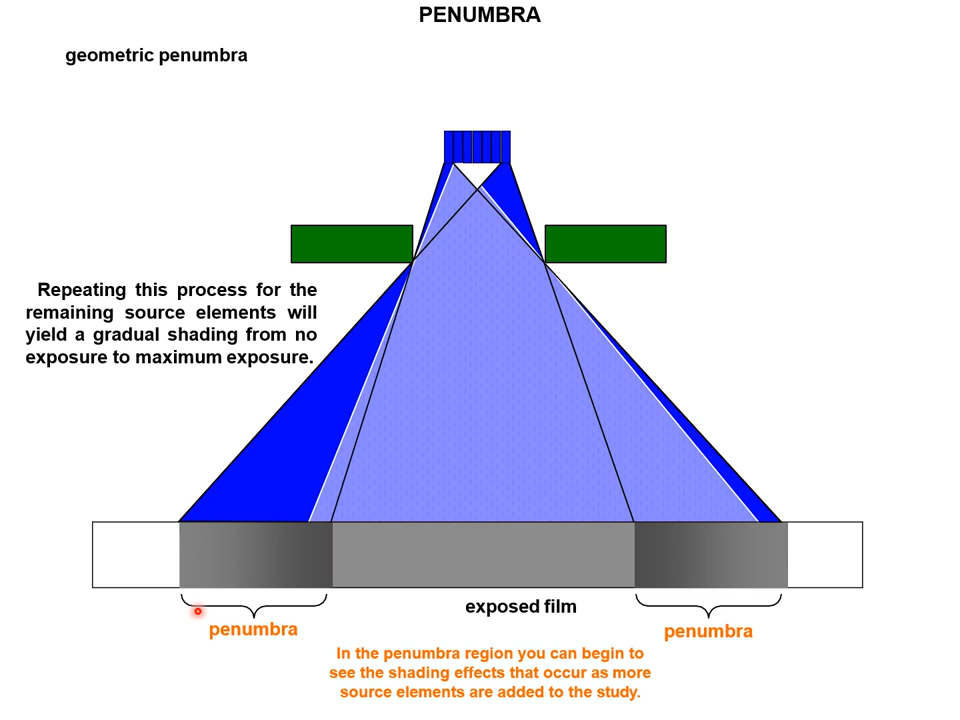 PENUMBRA
geometric penumbra
Repeating this process for the
remaining source elements will
yield a gradual shading from no
exposure to maximum exposure.
exposed film
penumbra
penumbra
In the penumbra region you can begin to
see the shading effects that occur as more
source elements are added to the study.